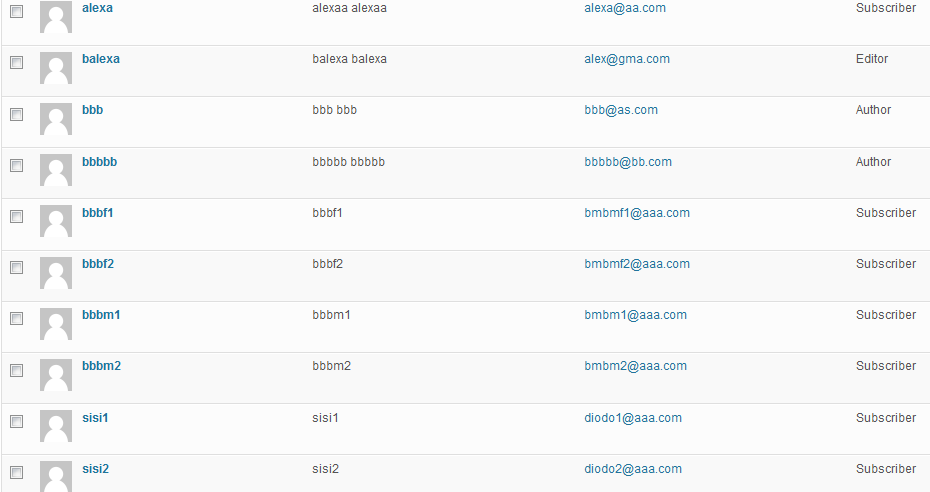 alexa alexaa alexaa alexa@aa.com Subscriber
balexa balexa balexa alex@gma.com Editor
bbb bbb bbb bbb@as.com Author
bbbbb bbbbb bbbbb bbbbb@bb.com Author
bbbf1 bbbf1 bmbmf1@aaa.com Subscriber
bbbf2 bbbf2 bmbmf2@aaa.com Subscriber
bbbm1 bbbm1 bmbm1@aaa.com Subscriber
bbbm2 bbbm2 bmbm2@aaa.com Subscriber
sisi1 sisi1 diodo1@aaa.com Subscriber
sisi2 sisi2 diodo2@aaa.com Subscriber